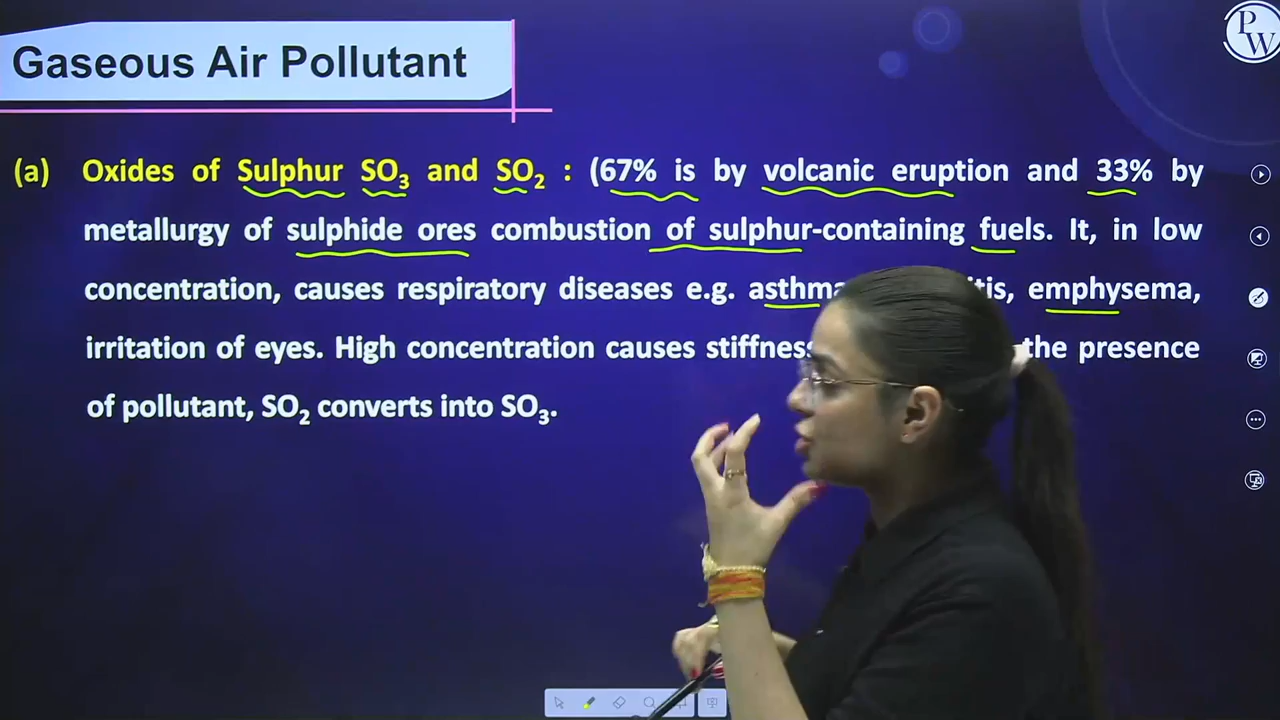 PW
Gaseous Air Pollutant
(a) Oxides of Sulphur SO₃ and SO₂ : (67% is by volcanic eruption and 33% by
metallurgy of sulphide ores combustion of sulphur-containing fuels. It, in low
concentration, causes respiratory diseases e.g. emphysema,
irritation of eyes. High concentration causes stiffness the presence
of pollutant, SO₂ converts into SO₃.